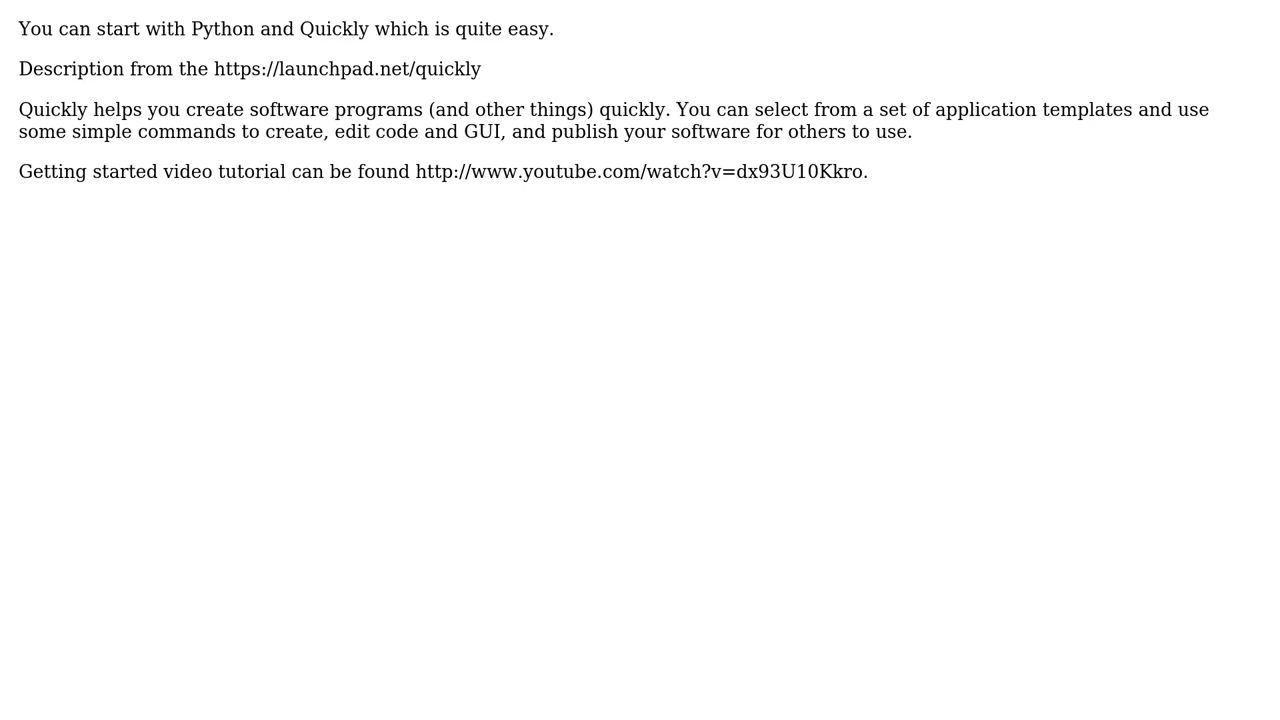 You can start with Python and Quickly which is quite easy.
Description from the https://launchpad.net/quickly
Quickly helps you create software programs (and other things) quickly. You can select from a set of application templates and use
some simple commands to create, edit code and GUI, and publish your software for others to use.
Getting started video tutorial can be found http://www.youtube.com/watch?v=dx93U10Kkro.